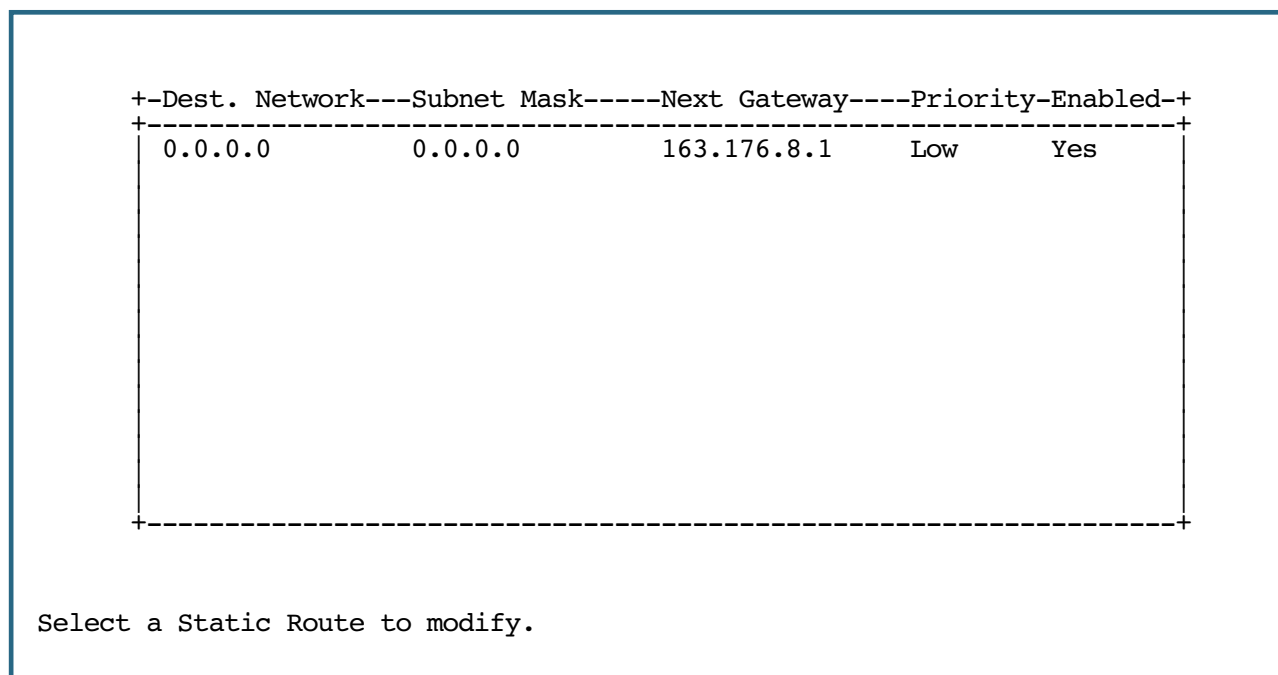 +-Dest. Network---Subnet Mask-----Next Gateway----Priority-Enabled-+
+------------------------------------------------------------------+
| 0.0.0.0         0.0.0.0         163.176.8.1     Low      Yes     |
+------------------------------------------------------------------+
Select a Static Route to modify.